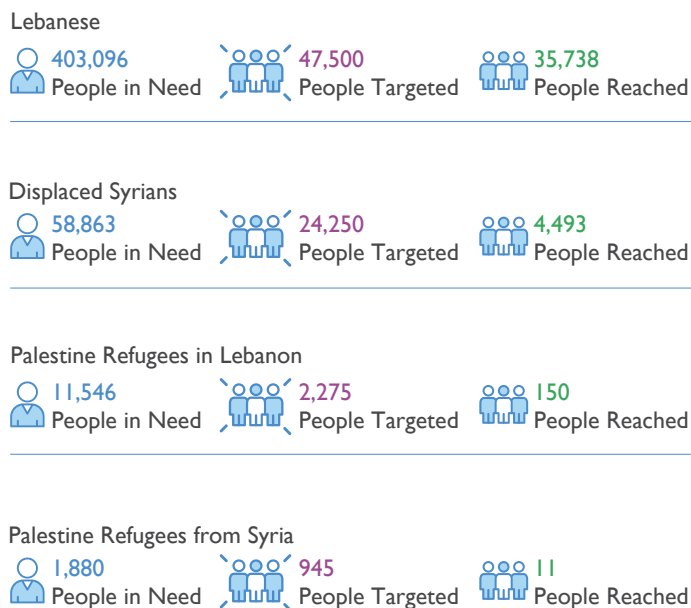 Lebanese
403,096 47,500 35,738
People in Need People Targeted People Reached
Displaced Syrians
58,863 24,250 4,493
People in Need People Targeted People Reached
Palestine Refugees in Lebanon
11,546 2,275 150
People in Need People Targeted People Reached
Palestine Refugees from Syria
1,880 945 11
People in Need People Targeted People Reached